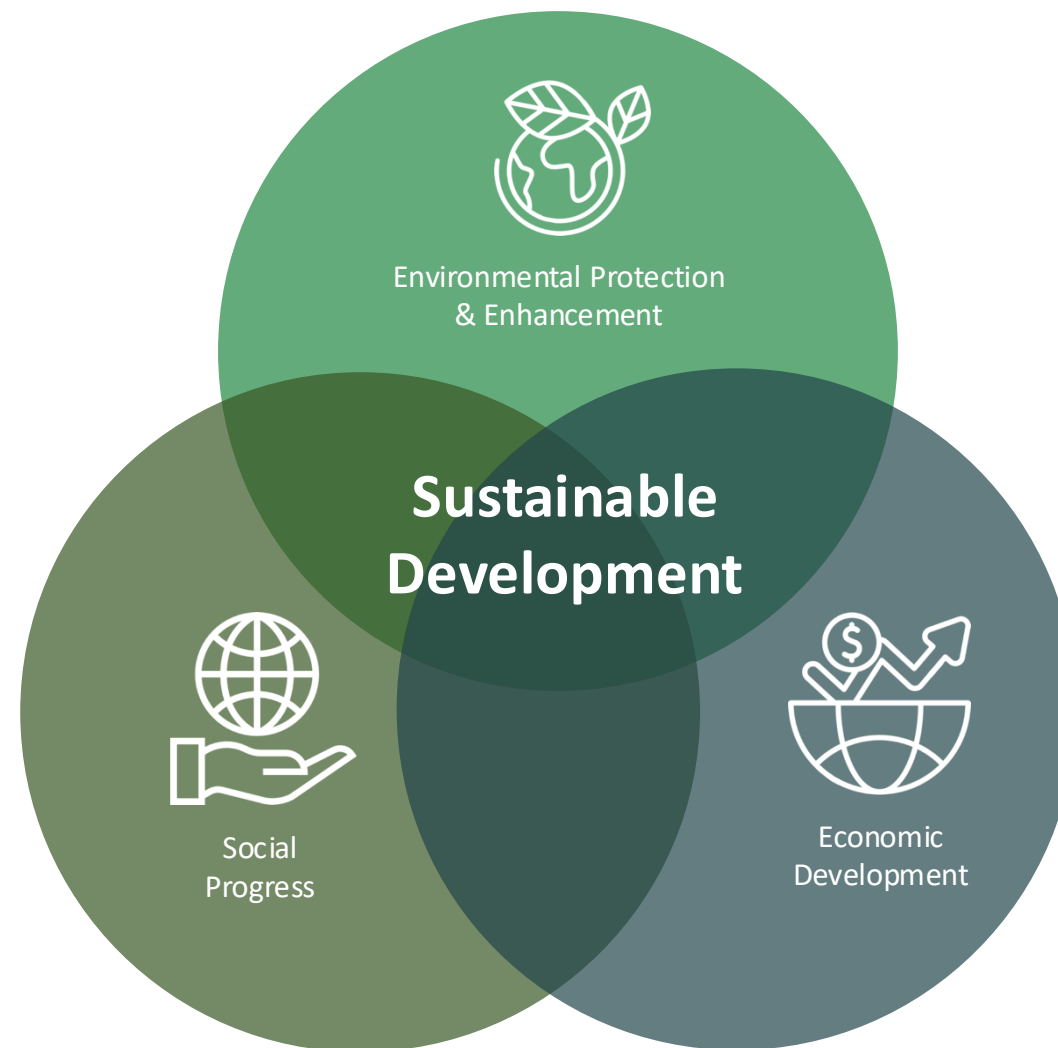 Environmental Protection
& Enhancement
Sustainable
Development
$
Social
Progress
Economic
Development